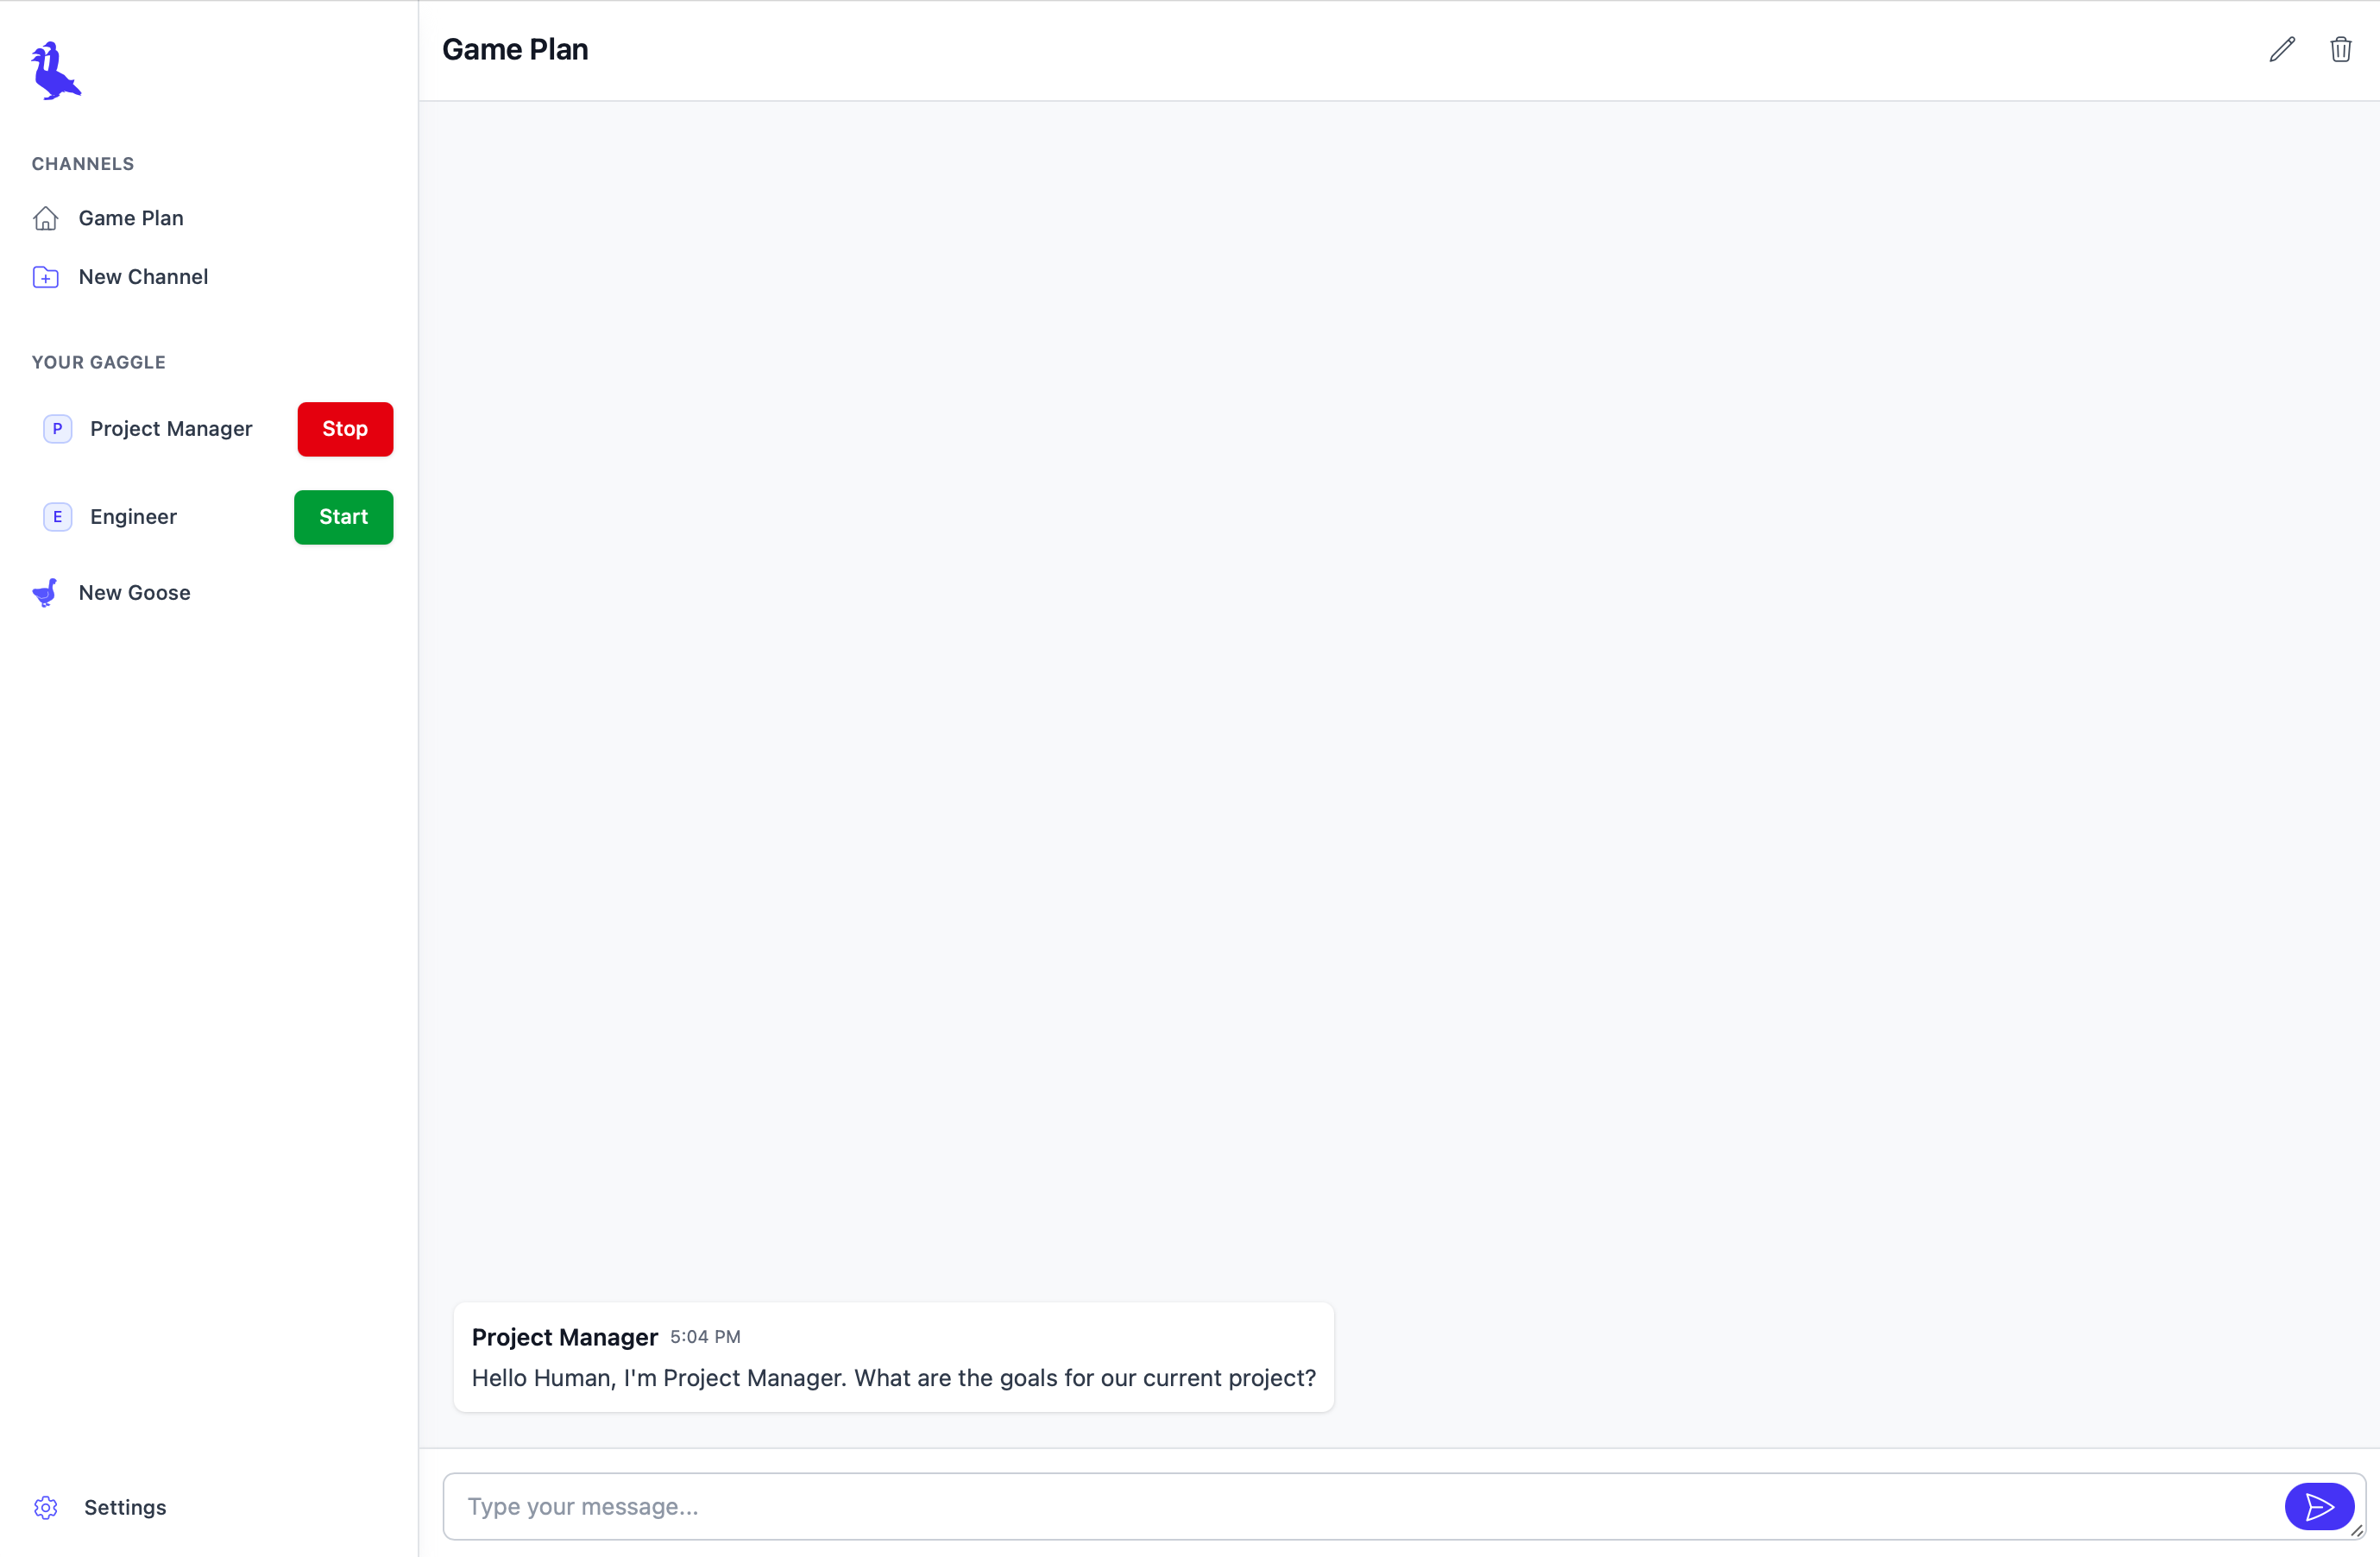 Game Plan
CHANNELS
Game Plan
New Channel
YOUR GAGGLE
P Project Manager Stop
E Engineer Start
New Goose
Settings
Project Manager 5:04 PM
Hello Human, I'm Project Manager. What are the goals for our current project?
Type your message...